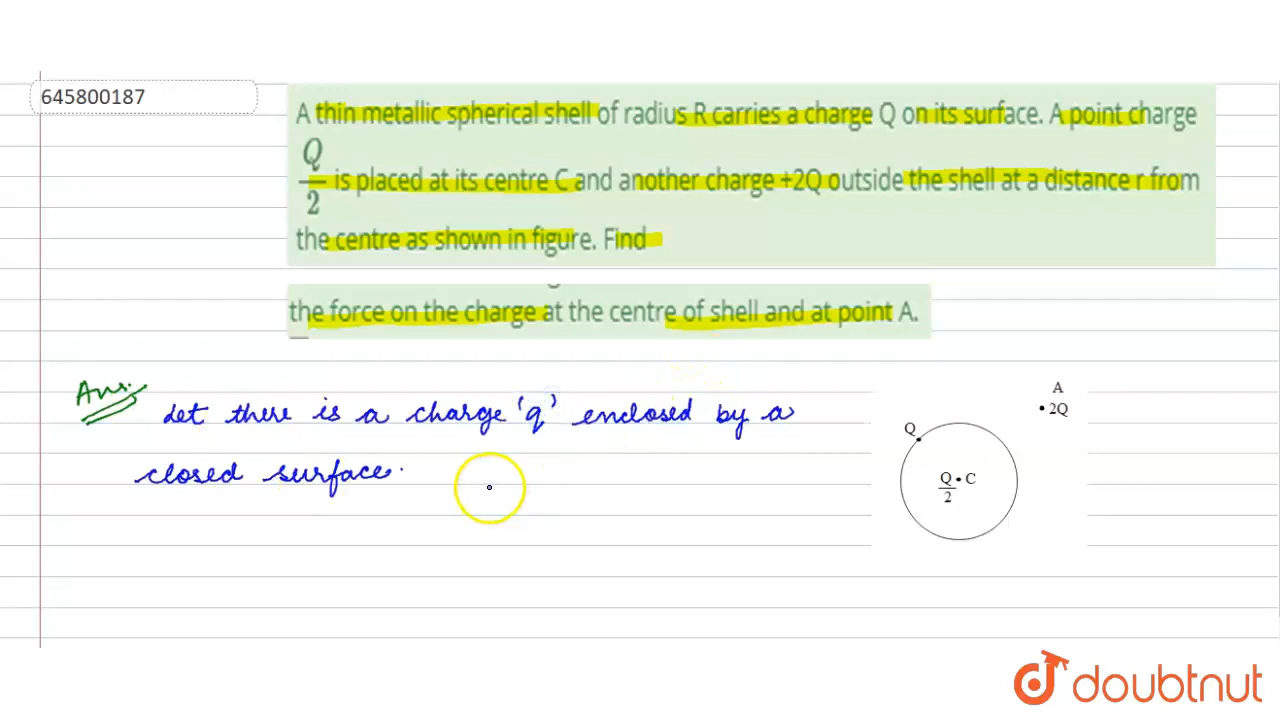 645800187
A thin metallic spherical shell of radius R carries a charge Q on its surface. A point charge
Q/2 is placed at its centre C and another charge +2Q outside the shell at a distance r from
the centre as shown in figure. Find
the force on the charge at the centre of shell and at point A.
Ans.
Let there is a charge 'q' enclosed by a
closed surface.
A
2Q
Q
Q/2 C
doubtnut